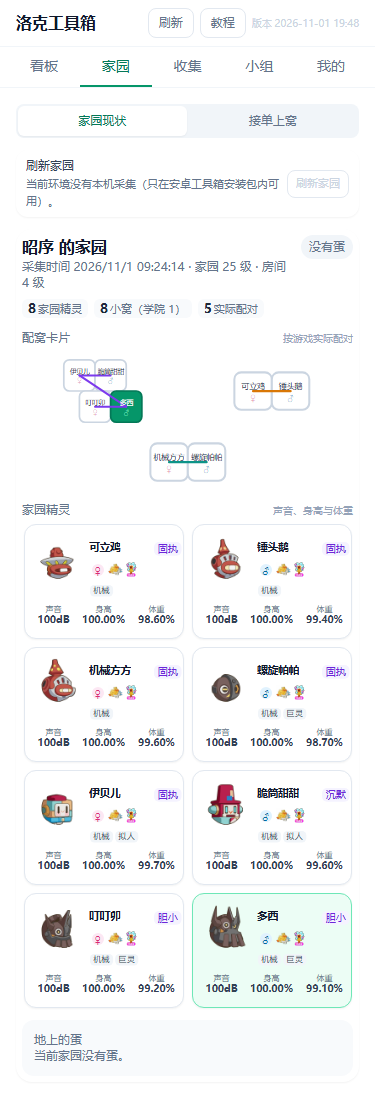 洛克工具箱 刷新 教程 版本 2026-11-01 19:48
看板 家园 收集 小组 我的
家园现状 接单上窝
刷新家园
当前环境没有本机采集（只在安卓工具箱安装包内可
用）。
刷新家园
昭序 的家园 没有蛋
采集时间 2026/11/1 09:24:14 · 家园 25 级 · 房间
4 级
8 家园精灵 8 小窝（学院 1） 5 实际配对
配窝卡片 按游戏实际配对
伊贝儿 脆筒甜甜
♀ ♂
叮叮卯 多西
♀ ♂
可立鸡 锤头鹅
♀ ♂
机械方方 螺旋帕帕
♀ ♂
家园精灵 声音、身高与体重
可立鸡 固执
♀
机械
声音 身高 体重
100dB 100.00% 98.60%
锤头鹅 固执
♂
机械
声音 身高 体重
100dB 100.00% 99.40%
机械方方 固执
♀
机械
声音 身高 体重
100dB 100.00% 99.60%
螺旋帕帕 固执
♂
机械 巨灵
声音 身高 体重
100dB 100.00% 98.70%
伊贝儿 固执
♀
机械 拟人
声音 身高 体重
100dB 100.00% 99.70%
脆筒甜甜 沉默
♂
机械 拟人
声音 身高 体重
100dB 100.00% 99.60%
叮叮卯 胆小
♀
机械 巨灵
声音 身高 体重
100dB 100.00% 99.20%
多西 胆小
♂
机械 巨灵
声音 身高 体重
100dB 100.00% 99.10%
地上的蛋
当前家园没有蛋。